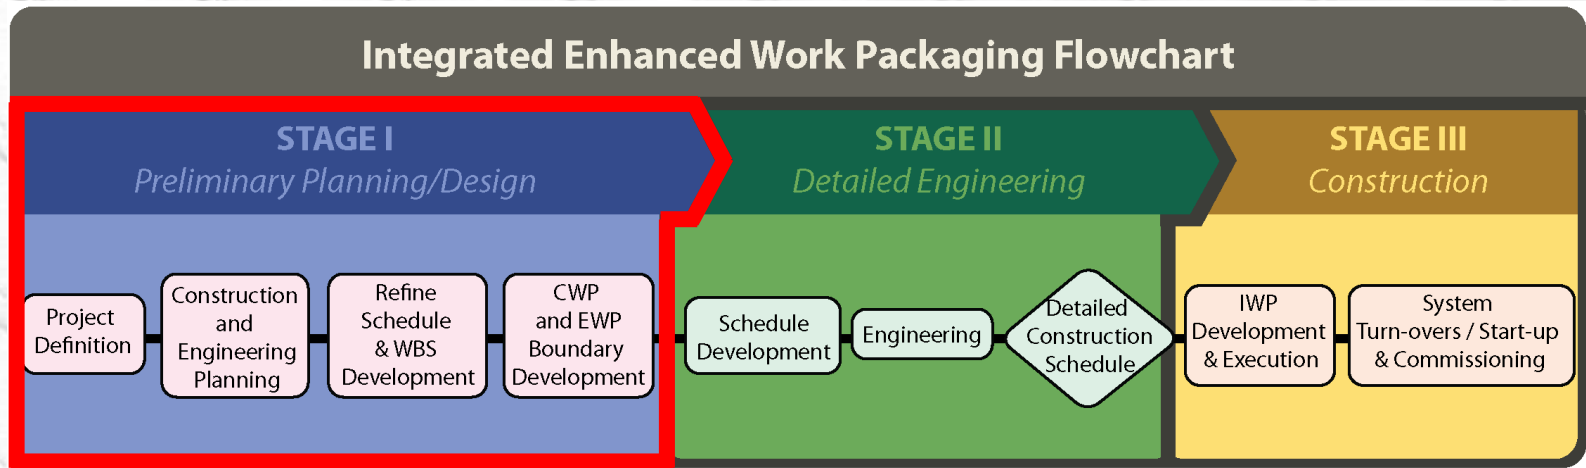 Integrated Enhanced Work Packaging Flowchart
STAGE I
Preliminary Planning/Design
STAGE II
Detailed Engineering
STAGE III
Construction
Project
Definition
Construction
and
Engineering
Planning
Refine
Schedule
& WBS
Development
CWP
and EWP
Boundary
Development
Schedule
Development
Engineering
Detailed
Construction
Schedule
IWP
Development
& Execution
System
Turn-overs / Start-up
& Commissioning